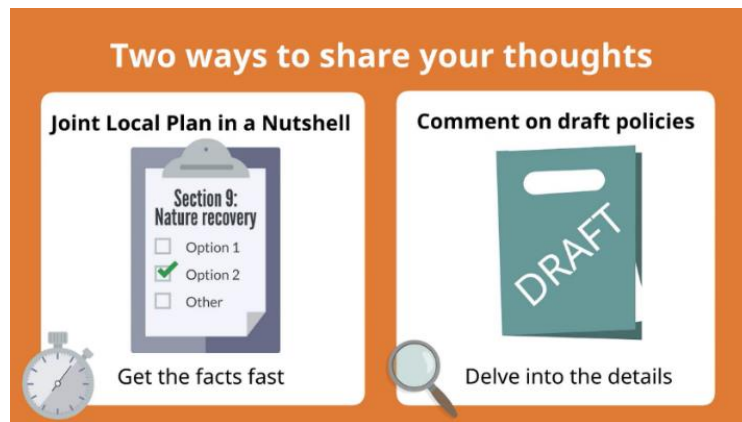 Two ways to share your thoughts
Joint Local Plan in a Nutshell
Section 9:
Nature recovery
Option 1
Option 2
Other
Get the facts fast
Comment on draft policies
DRAFT
Delve into the details